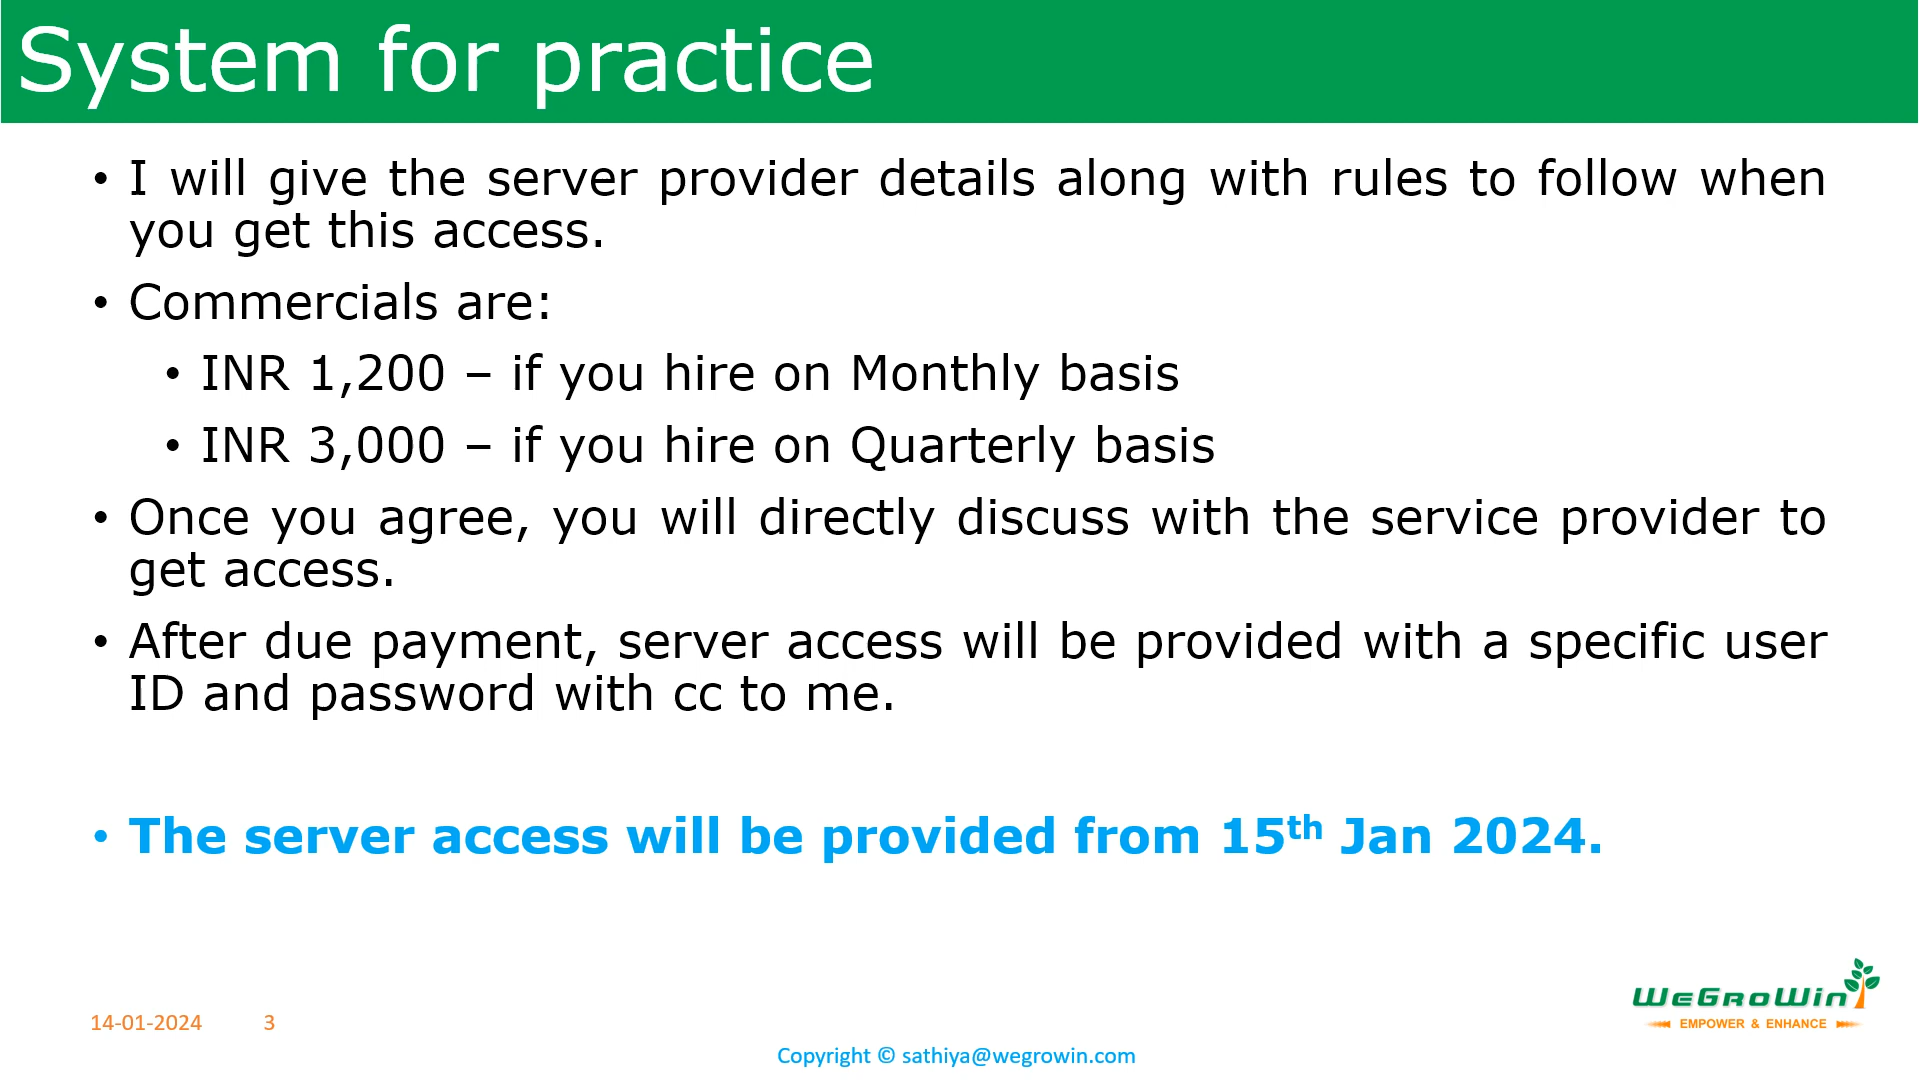 System for practice
• I will give the server provider details along with rules to follow when
you get this access.
• Commercials are:
• INR 1,200 – if you hire on Monthly basis
• INR 3,000 – if you hire on Quarterly basis
• Once you agree, you will directly discuss with the service provider to
get access.
• After due payment, server access will be provided with a specific user
ID and password with cc to me.
• The server access will be provided from 15th Jan 2024.
WeGroWin
EMPOWER & ENHANCE
14-01-2024 3
Copyright © sathiya@wegrowin.com